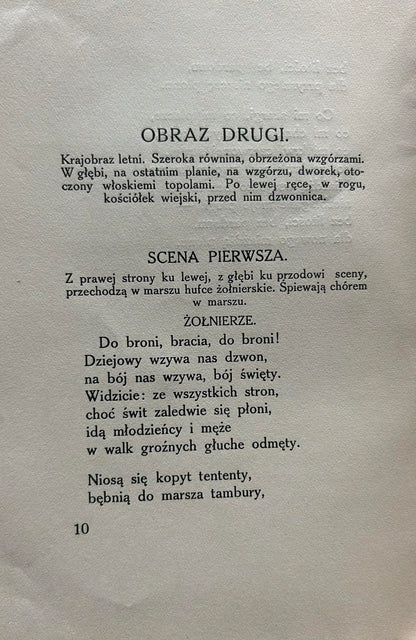 OBRAZ DRUGI.
Krajobraz letni. Szeroka równina, obrzeżona wzgórzami.
W głębi, na ostatnim planie, na wzgórzu, dworek, oto-
czony włoskiemi topolami. Po lewej ręce, w rogu,
kościółek wiejski, przed nim dzwonnica.
SCENA PIERWSZA.
Z prawej strony ku lewej, z głębi ku przodowi sceny,
przechodzą w marszu hufce żołnierskie. Śpiewają chórem
w marszu.
ŻOŁNIERZE.
Do broni, bracia, do broni!
Dziejowy wzywa nas dzwon,
na bój nas wzywa, bój święty.
Widzicie: ze wszystkich stron,
choć świt zaledwie się płoni,
idą młodzieńcy i męże
w walk groźnych głuche odmęty.
Niosą się kopyt tententy,
bębnią do marsza tambury,
10